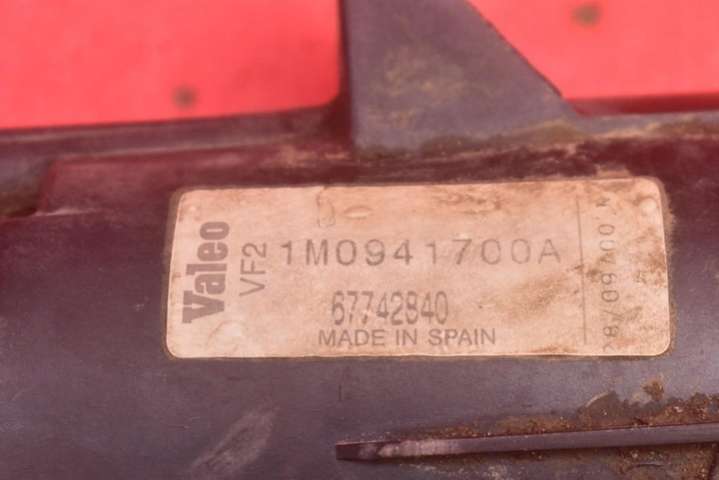 Valeo
VF2
1M0941700A
67742840
MADE IN SPAIN